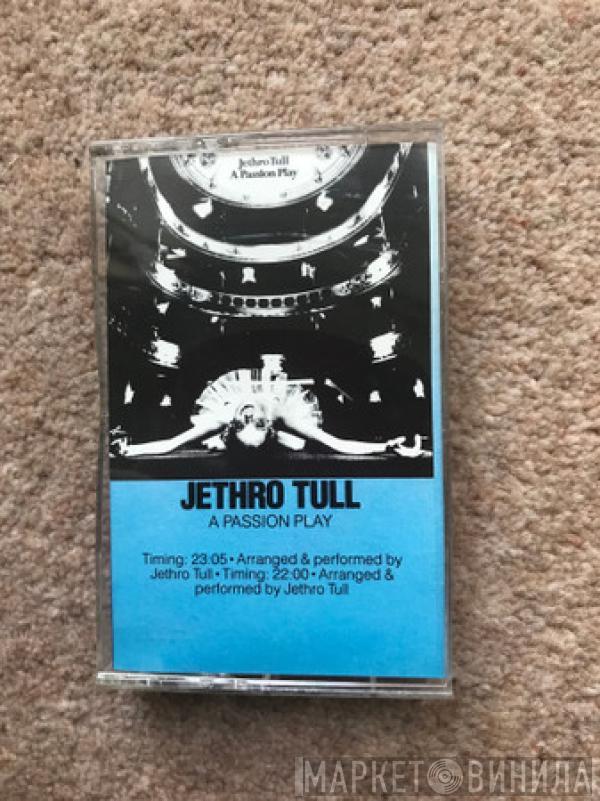 Jethro Tull
A Passion Play
JETHRO TULL
A PASSION PLAY
Timing: 23:05 • Arranged & performed by
Jethro Tull • Timing: 22:00 • Arranged &
performed by Jethro Tull
МАРКЕТ ВИНИЛА